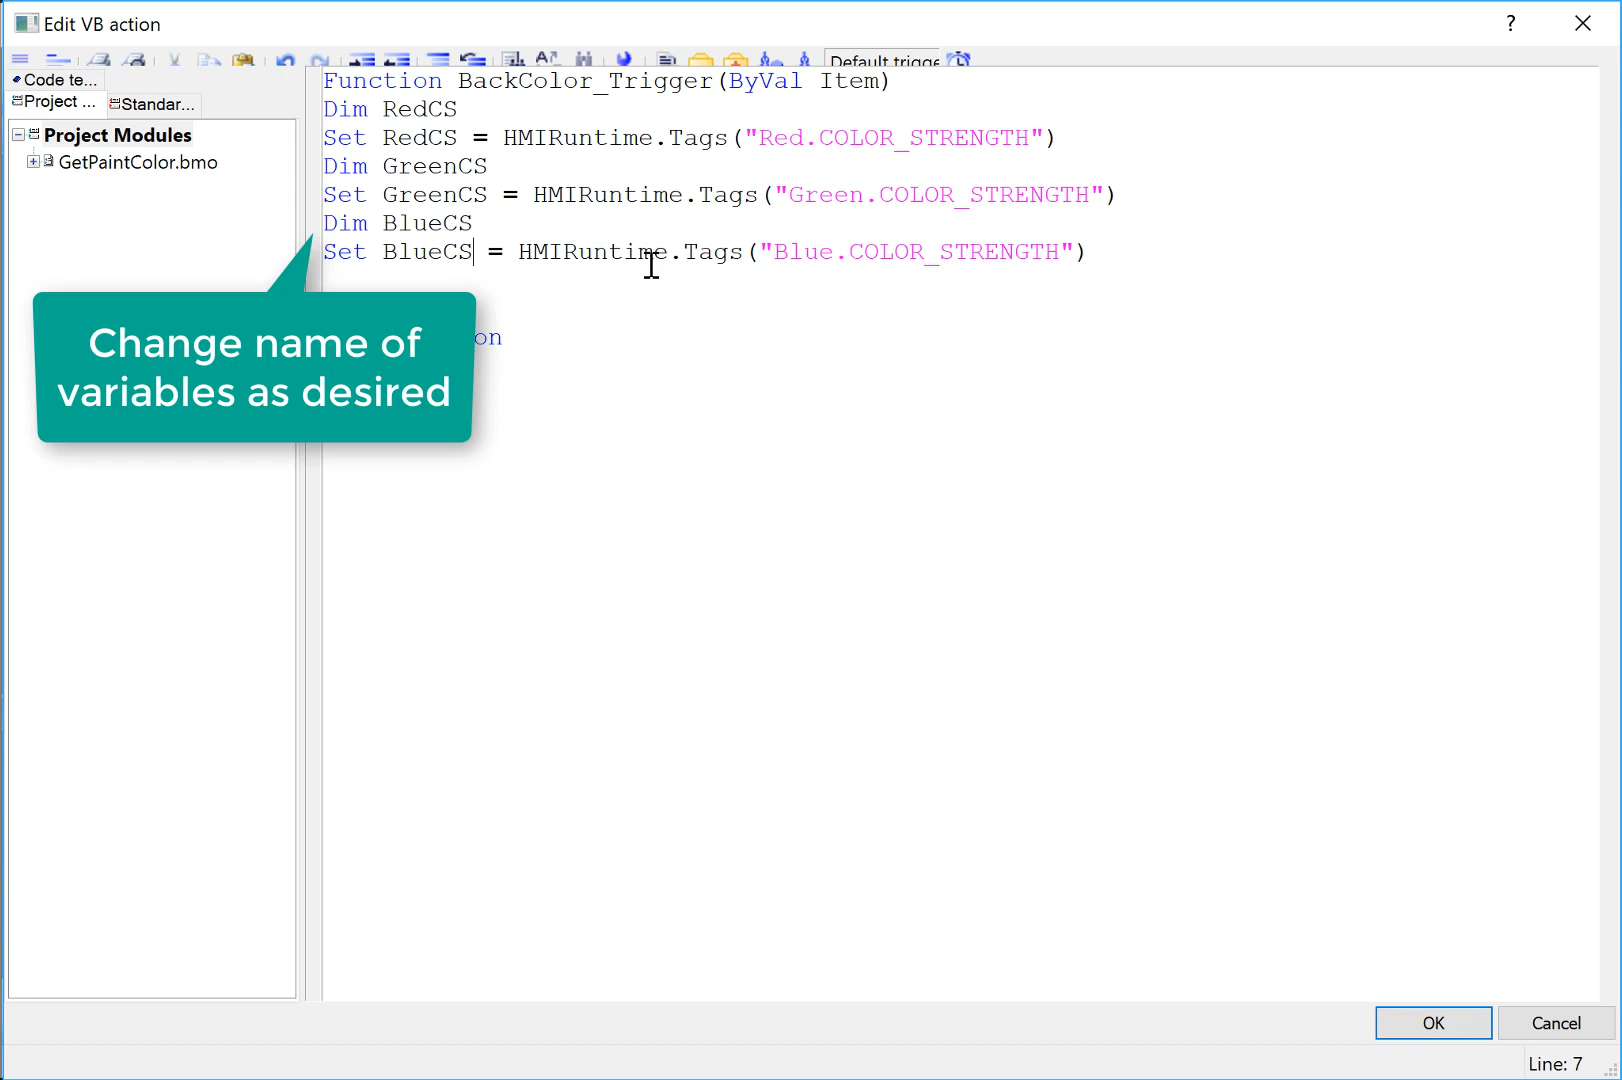 Edit VB action
?
Default trigge
Code te...
Project ...
Standar...
Project Modules
GetPaintColor.bmo
Function BackColor_Trigger(ByVal Item)
Dim RedCS
Set RedCS = HMIRuntime.Tags("Red.COLOR_STRENGTH")
Dim GreenCS
Set GreenCS = HMIRuntime.Tags("Green.COLOR_STRENGTH")
Dim BlueCS
Set BlueCS = HMIRuntime.Tags("Blue.COLOR_STRENGTH")
on
Change name of
variables as desired
OK
Cancel
Line: 7